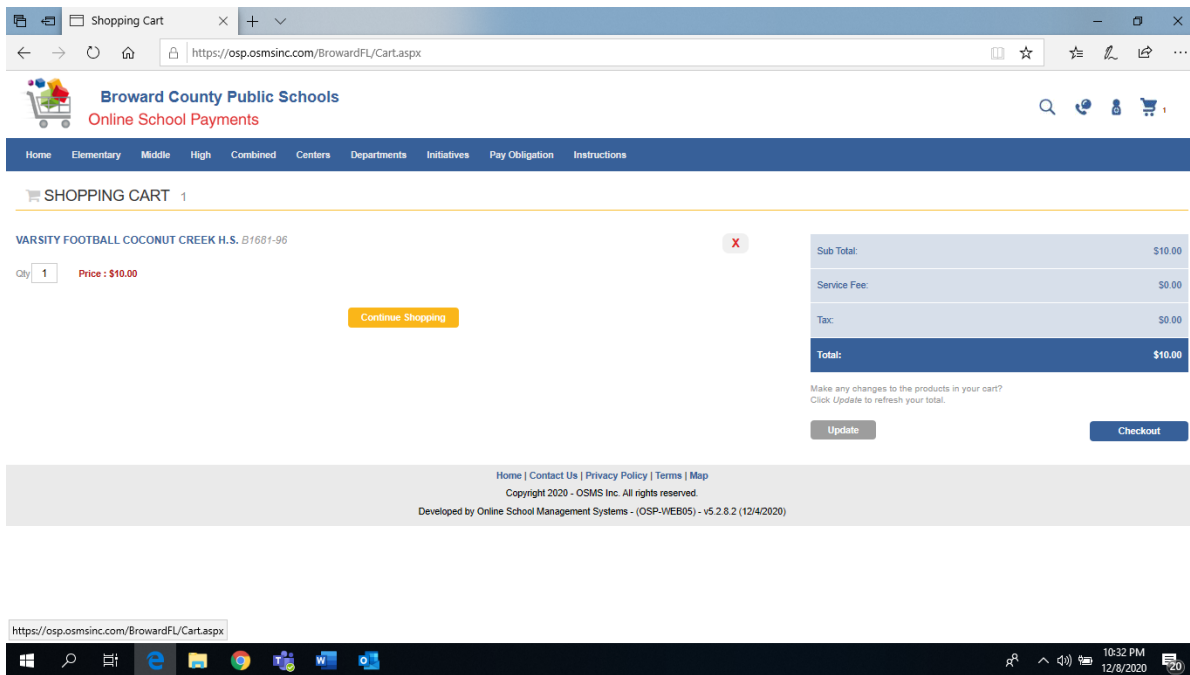 Shopping Cart
https://osp.osmsinc.com/BrowardFL/Cart.aspx
Broward County Public Schools
Online School Payments
1
Home Elementary Middle High Combined Centers Departments Initiatives Pay Obligation Instructions
SHOPPING CART 1
VARSITY FOOTBALL COCONUT CREEK H.S. B1681-96
X
Qty 1 Price : $10.00
Continue Shopping
Sub Total: $10.00
Service Fee: $0.00
Tax: $0.00
Total: $10.00
Make any changes to the products in your cart?
Click Update to refresh your total.
Update Checkout
Home | Contact Us | Privacy Policy | Terms | Map
Copyright 2020 - OSMS Inc. All rights reserved.
Developed by Online School Management Systems - (OSP-WEB05) - v5.2.8.2 (12/4/2020)
https://osp.osmsinc.com/BrowardFL/Cart.aspx
10:32 PM
12/8/2020
20